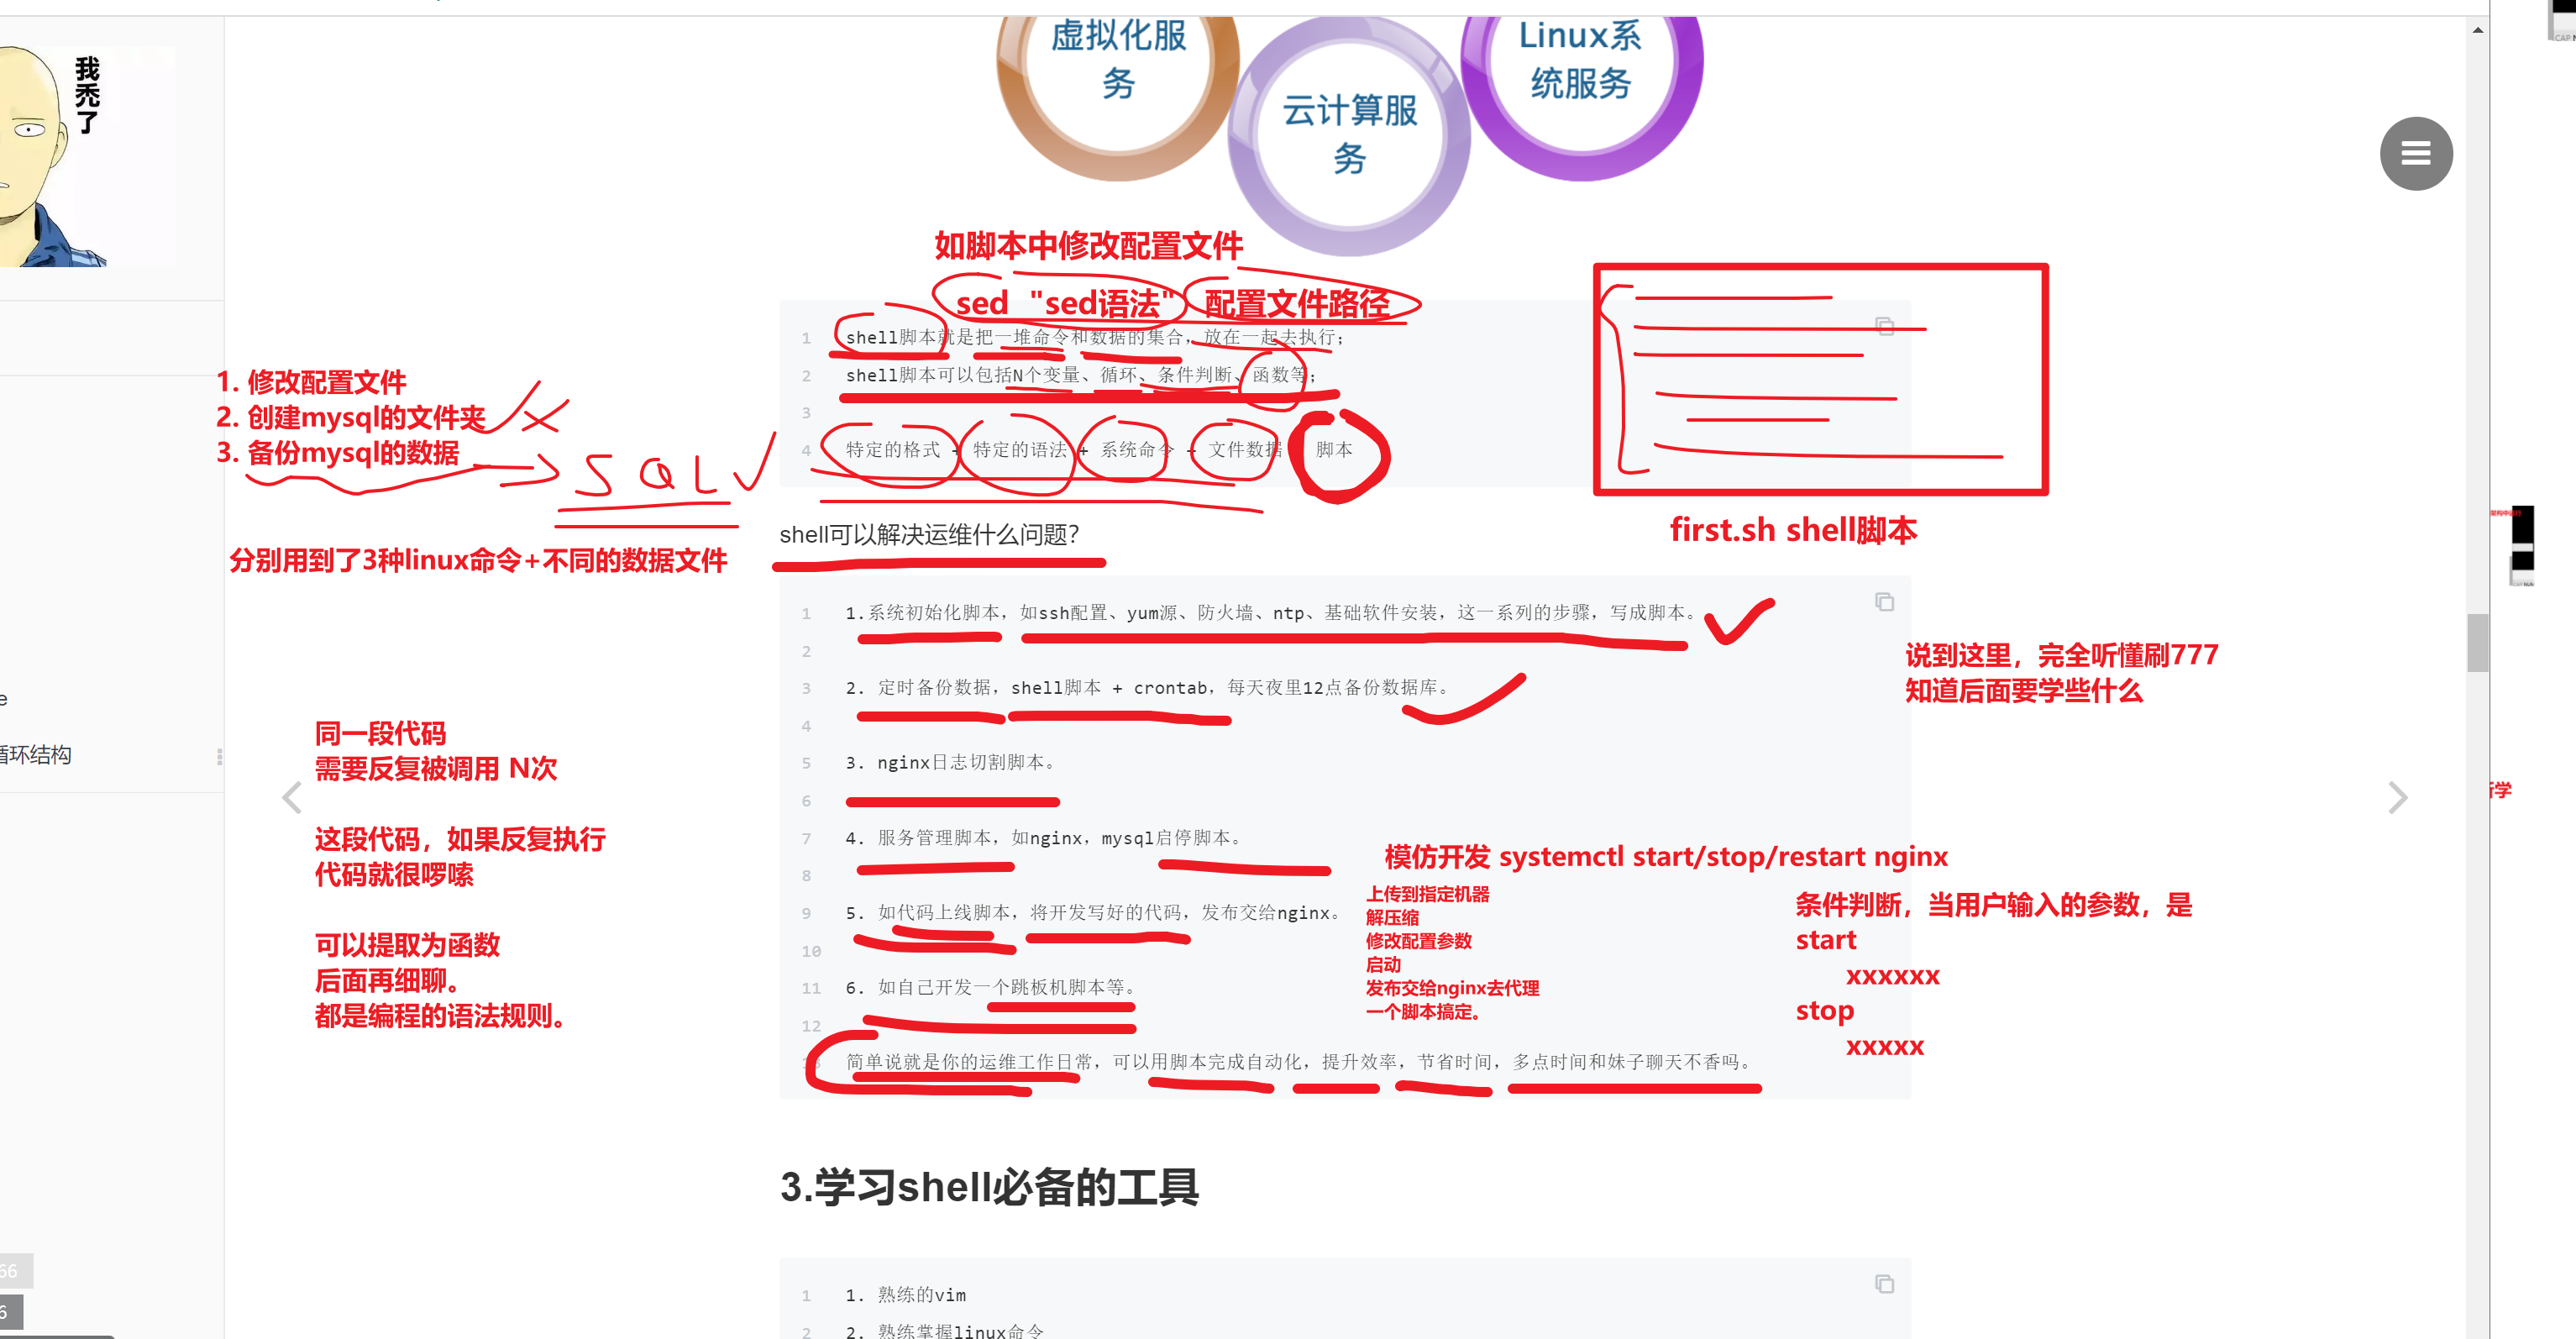 我秃了
虚拟化服务
云计算服务
Linux系统服务
如脚本中修改配置文件
sed "sed语法" 配置文件路径
1 shell脚本就是把一堆命令和数据的集合，放在一起去执行；
2 shell脚本可以包括N个变量、循环、条件判断、函数等；
3
4 特定的格式 + 特定的语法 + 系统命令 + 文件数据 脚本
1. 修改配置文件
2. 创建mysql的文件夹
3. 备份mysql的数据
SQL
分别用到了3种linux命令+不同的数据文件
first.sh shell脚本
shell可以解决运维什么问题？
1 1.系统初始化脚本，如ssh配置、yum源、防火墙、ntp、基础软件安装，这一系列的步骤，写成脚本。
2
3 2. 定时备份数据，shell脚本 + crontab，每天夜里12点备份数据库。
4
5 3. nginx日志切割脚本。
6
7 4. 服务管理脚本，如nginx，mysql启停脚本。
8
9 5. 如代码上线脚本，将开发写好的代码，发布交给nginx。
10
11 6. 如自己开发一个跳板机脚本等。
12
13 简单说就是你的运维工作日常，可以用脚本完成自动化，提升效率，节省时间，多点时间和妹子聊天不香吗。
说到这里，完全听懂刷777
知道后面要学些什么
e
循环结构
同一段代码
需要反复被调用 N次
这段代码，如果反复执行
代码就很啰嗦
可以提取为函数
后面再细聊。
都是编程的语法规则。
模仿开发 systemctl start/stop/restart nginx
上传到指定机器
解压缩
修改配置参数
启动
发布交给nginx去代理
一个脚本搞定。
条件判断，当用户输入的参数，是
start
xxxxxx
stop
xxxxx
3.学习shell必备的工具
1 1. 熟练的vim
2 2. 熟练掌握linux命令
66
6